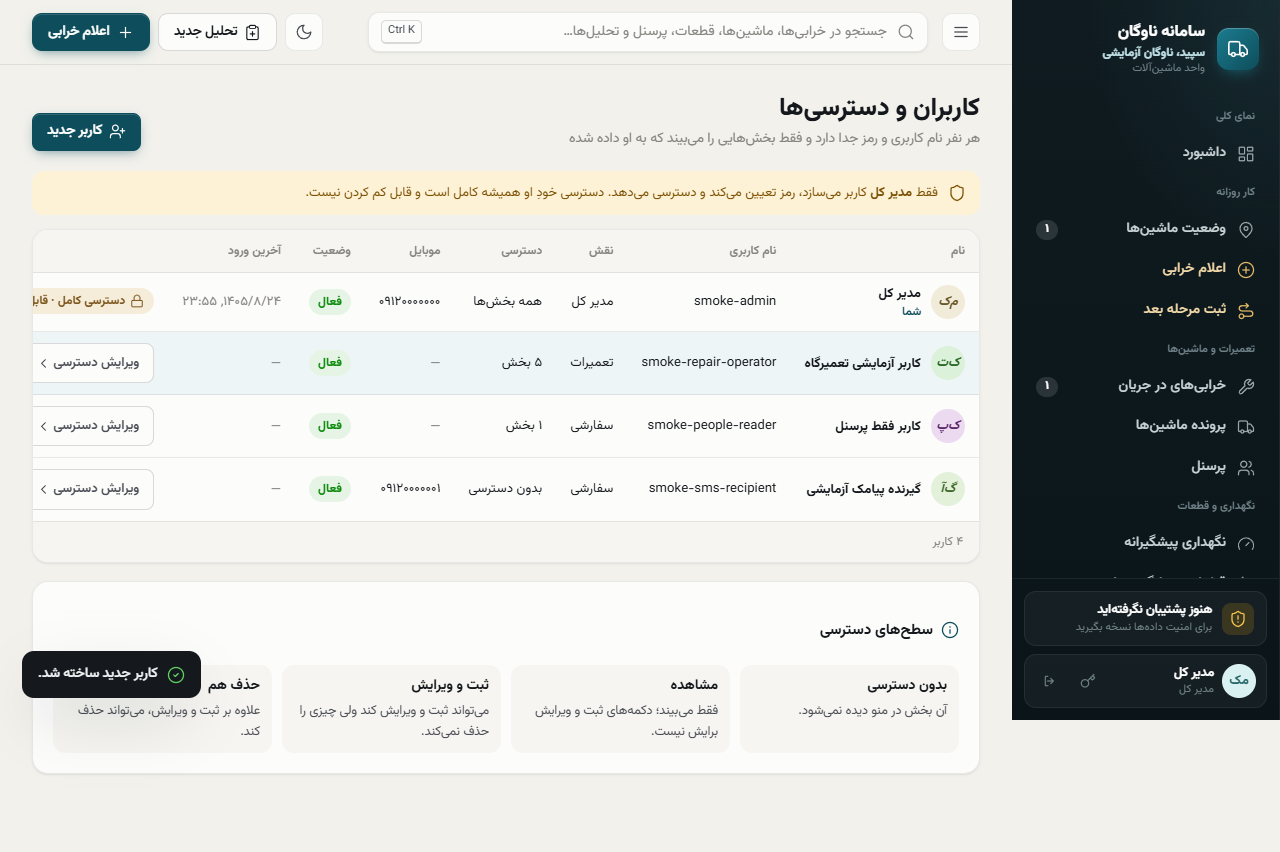 سامانه ناوگان
سپید، ناوگان آزمایشی
واحد ماشین‌آلات
نمای کلی
داشبورد
کار روزانه
وضعیت ماشین‌ها ۱
اعلام خرابی
ثبت مرحله بعد
تعمیرات و ماشین‌ها
خرابی‌های در جریان ۱
پرونده ماشین‌ها
پرسنل
نگهداری و قطعات
نگهداری پیشگیرانه
هنوز پشتیبان نگرفته‌اید
برای امنیت داده‌ها نسخه بگیرید
مک
مدیر کل
مدیر کل
جستجو در خرابی‌ها، ماشین‌ها، قطعات، پرسنل و تحلیل‌ها...
Ctrl K
تحلیل جدید
اعلام خرابی
کاربران و دسترسی‌ها
هر نفر نام کاربری و رمز جدا دارد و فقط بخش‌هایی را می‌بیند که به او داده شده
کاربر جدید
فقط مدیر کل کاربر می‌سازد، رمز تعیین می‌کند و دسترسی می‌دهد. دسترسی خودِ او همیشه کامل است و قابل کم کردن نیست.
نام نام کاربری نقش دسترسی موبایل وضعیت آخرین ورود
مک مدیر کل smoke-admin مدیر کل همه بخش‌ها ۰۹۱۲۰۰۰۰۰۰۰ فعال ۱۴۰۵/۸/۲۴, ۲۳:۵۵ دسترسی کامل ·
شما
کت کاربر آزمایشی تعمیرگاه smoke-repair-operator تعمیرات ۵ بخش — فعال — ویرایش دسترسی
کپ کاربر فقط پرسنل smoke-people-reader سفارشی ۱ بخش — فعال — ویرایش دسترسی
گآ گیرنده پیامک آزمایشی smoke-sms-recipient سفارشی بدون دسترسی ۰۹۱۲۰۰۰۰۰۰۱ فعال — ویرایش دسترسی
۴ کاربر
سطح‌های دسترسی
بدون دسترسی
آن بخش در منو دیده نمی‌شود.
مشاهده
فقط می‌بیند؛ دکمه‌های ثبت و ویرایش
برایش نیست.
ثبت و ویرایش
می‌تواند ثبت و ویرایش کند ولی چیزی را
حذف نمی‌کند.
حذف هم
علاوه بر ثبت و ویرایش، می‌تواند حذف
کند.
کاربر جدید ساخته شد.